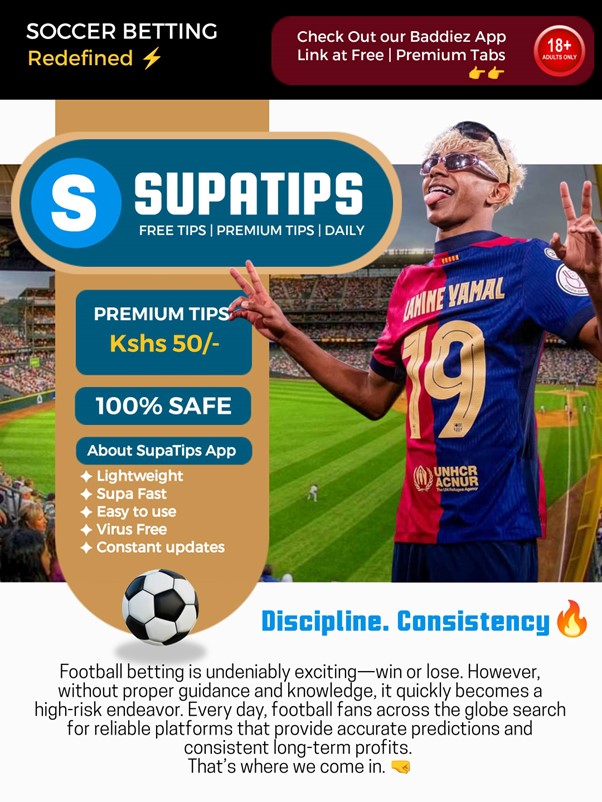 SOCCER BETTING
Redefined ⚡
Check Out our Baddiez App
Link at Free | Premium Tabs
👉👉
18+
ADULTS ONLY
S
SUPATIPS
FREE TIPS | PREMIUM TIPS | DAILY
PREMIUM TIPS
Kshs 50/-
100% SAFE
About SupaTips App
✦ Lightweight
✦ Supa Fast
✦ Easy to use
✦ Virus Free
✦ Constant updates
LAMINE YAMAL
19
UNHCR
ACNUR
The UN Refugee Agency
Discipline. Consistency🔥
Football betting is undeniably exciting—win or lose. However,
without proper guidance and knowledge, it quickly becomes a
high-risk endeavor. Every day, football fans across the globe search
for reliable platforms that provide accurate predictions and
consistent long-term profits.
That's where we come in. 🤜